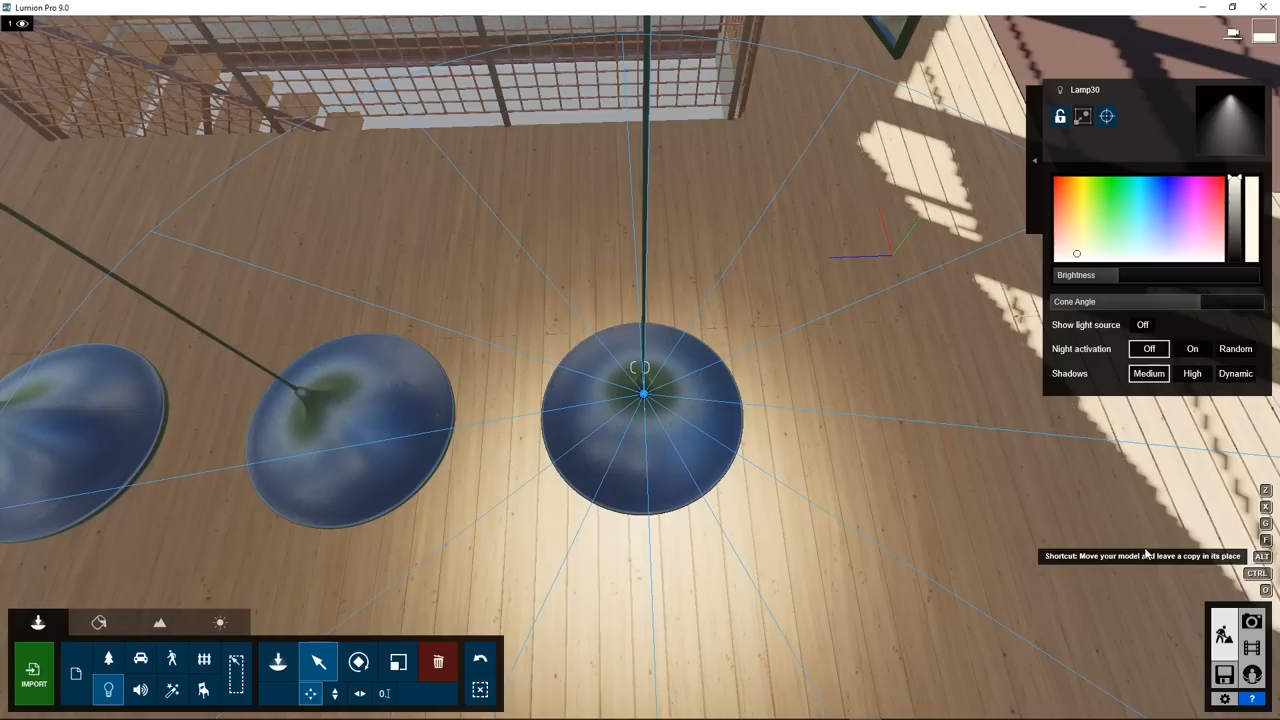 Lumion Pro 9.0
1
Lamp30
Brightness
Cone Angle
Show light source Off
Night activation Off On Random
Shadows Medium High Dynamic
Z
X
G
F
Shortcut: Move your model and leave a copy in its place ALT
CTRL
O
IMPORT
?